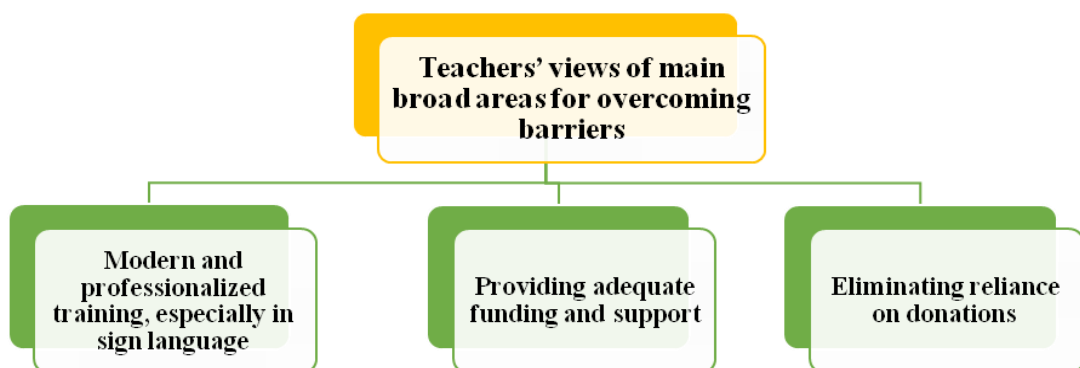 Teachers’ views of main
broad areas for overcoming
barriers
Modern and
professionalized
training, especially in
sign language
Providing adequate
funding and support
Eliminating reliance
on donations